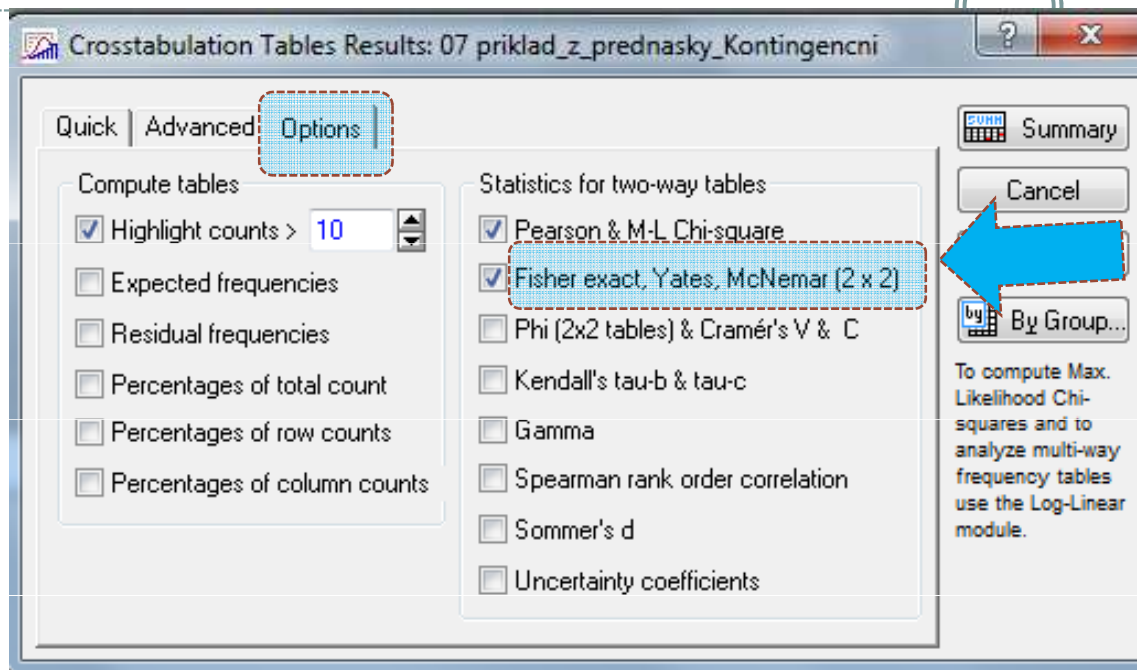 Crosstabulation Tables Results: 07 priklad_z_prednasky_Kontingencni
? x
Quick Advanced Options
Compute tables
Highlight counts > 10
Expected frequencies
Residual frequencies
Percentages of total count
Percentages of row counts
Percentages of column counts
Statistics for two-way tables
Pearson & M-L Chi-square
Fisher exact, Yates, McNemar (2 x 2)
Phi (2x2 tables) & Cramér's V & C
Kendall's tau-b & tau-c
Gamma
Spearman rank order correlation
Sommer's d
Uncertainty coefficients
SUMM Summary
Cancel
by By Group...
To compute Max.
Likelihood Chi-
squares and to
analyze multi-way
frequency tables
use the Log-Linear
module.